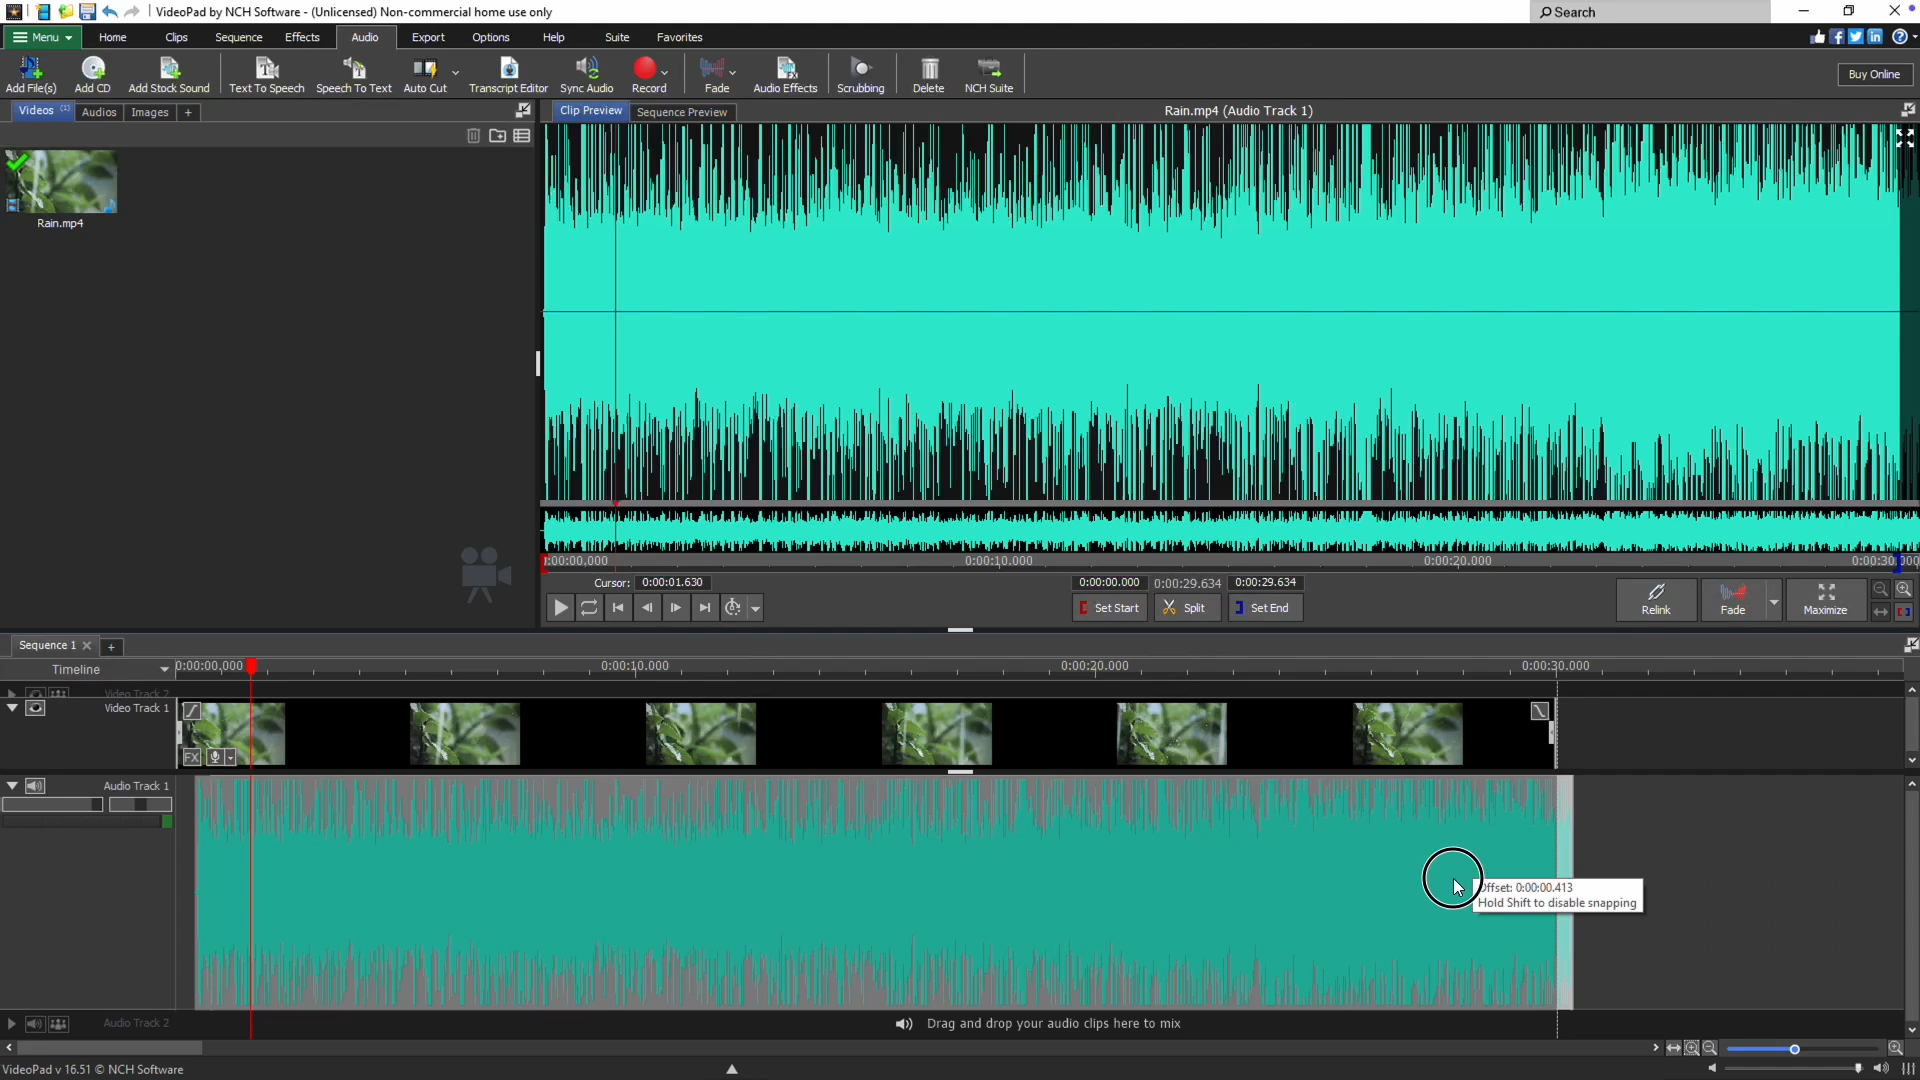 VideoPad by NCH Software - (Unlicensed) Non-commercial home use only
Search
Menu Home Clips Sequence Effects Audio Export Options Help Suite Favorites
Add File(s) Add CD Add Stock Sound Text To Speech Speech To Text Auto Cut Transcript Editor Sync Audio Record Fade Audio Effects Scrubbing Delete NCH Suite
Buy Online
Videos (1) Audios Images +
Clip Preview Sequence Preview
Rain.mp4 (Audio Track 1)
Rain.mp4
0:00:10.000 0:00:20.000
Cursor: 0:00:01.630
0:00:00.000 0:00:29.634 0:00:29.634
Set Start Split Set End
Relink Fade Maximize
Sequence 1
Timeline
0:00:00,000 0:00:10.000 0:00:20.000 0:00:30.000
Video Track 2
Video Track 1
FX
Audio Track 1
Offset: 0:00:00.413
Hold Shift to disable snapping
Audio Track 2
Drag and drop your audio clips here to mix
VideoPad v 16.51 © NCH Software